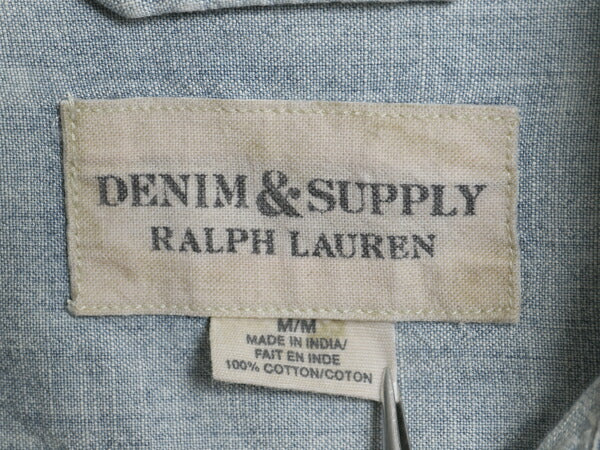 DENIM & SUPPLY
RALPH LAUREN
M/M
MADE IN INDIA/
FAIT EN INDE
100% COTTON/COTON